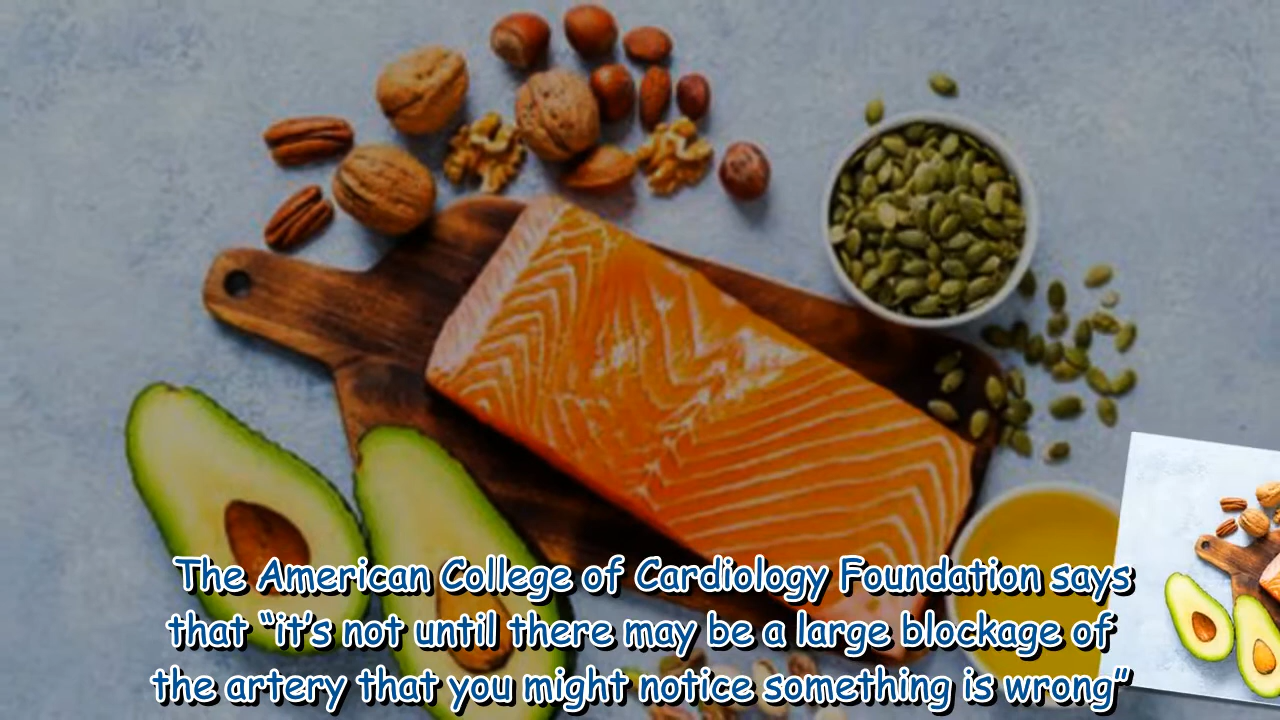 The American College of Cardiology Foundation says
that “it’s not until there may be a large blockage of
the artery that you might notice something is wrong”